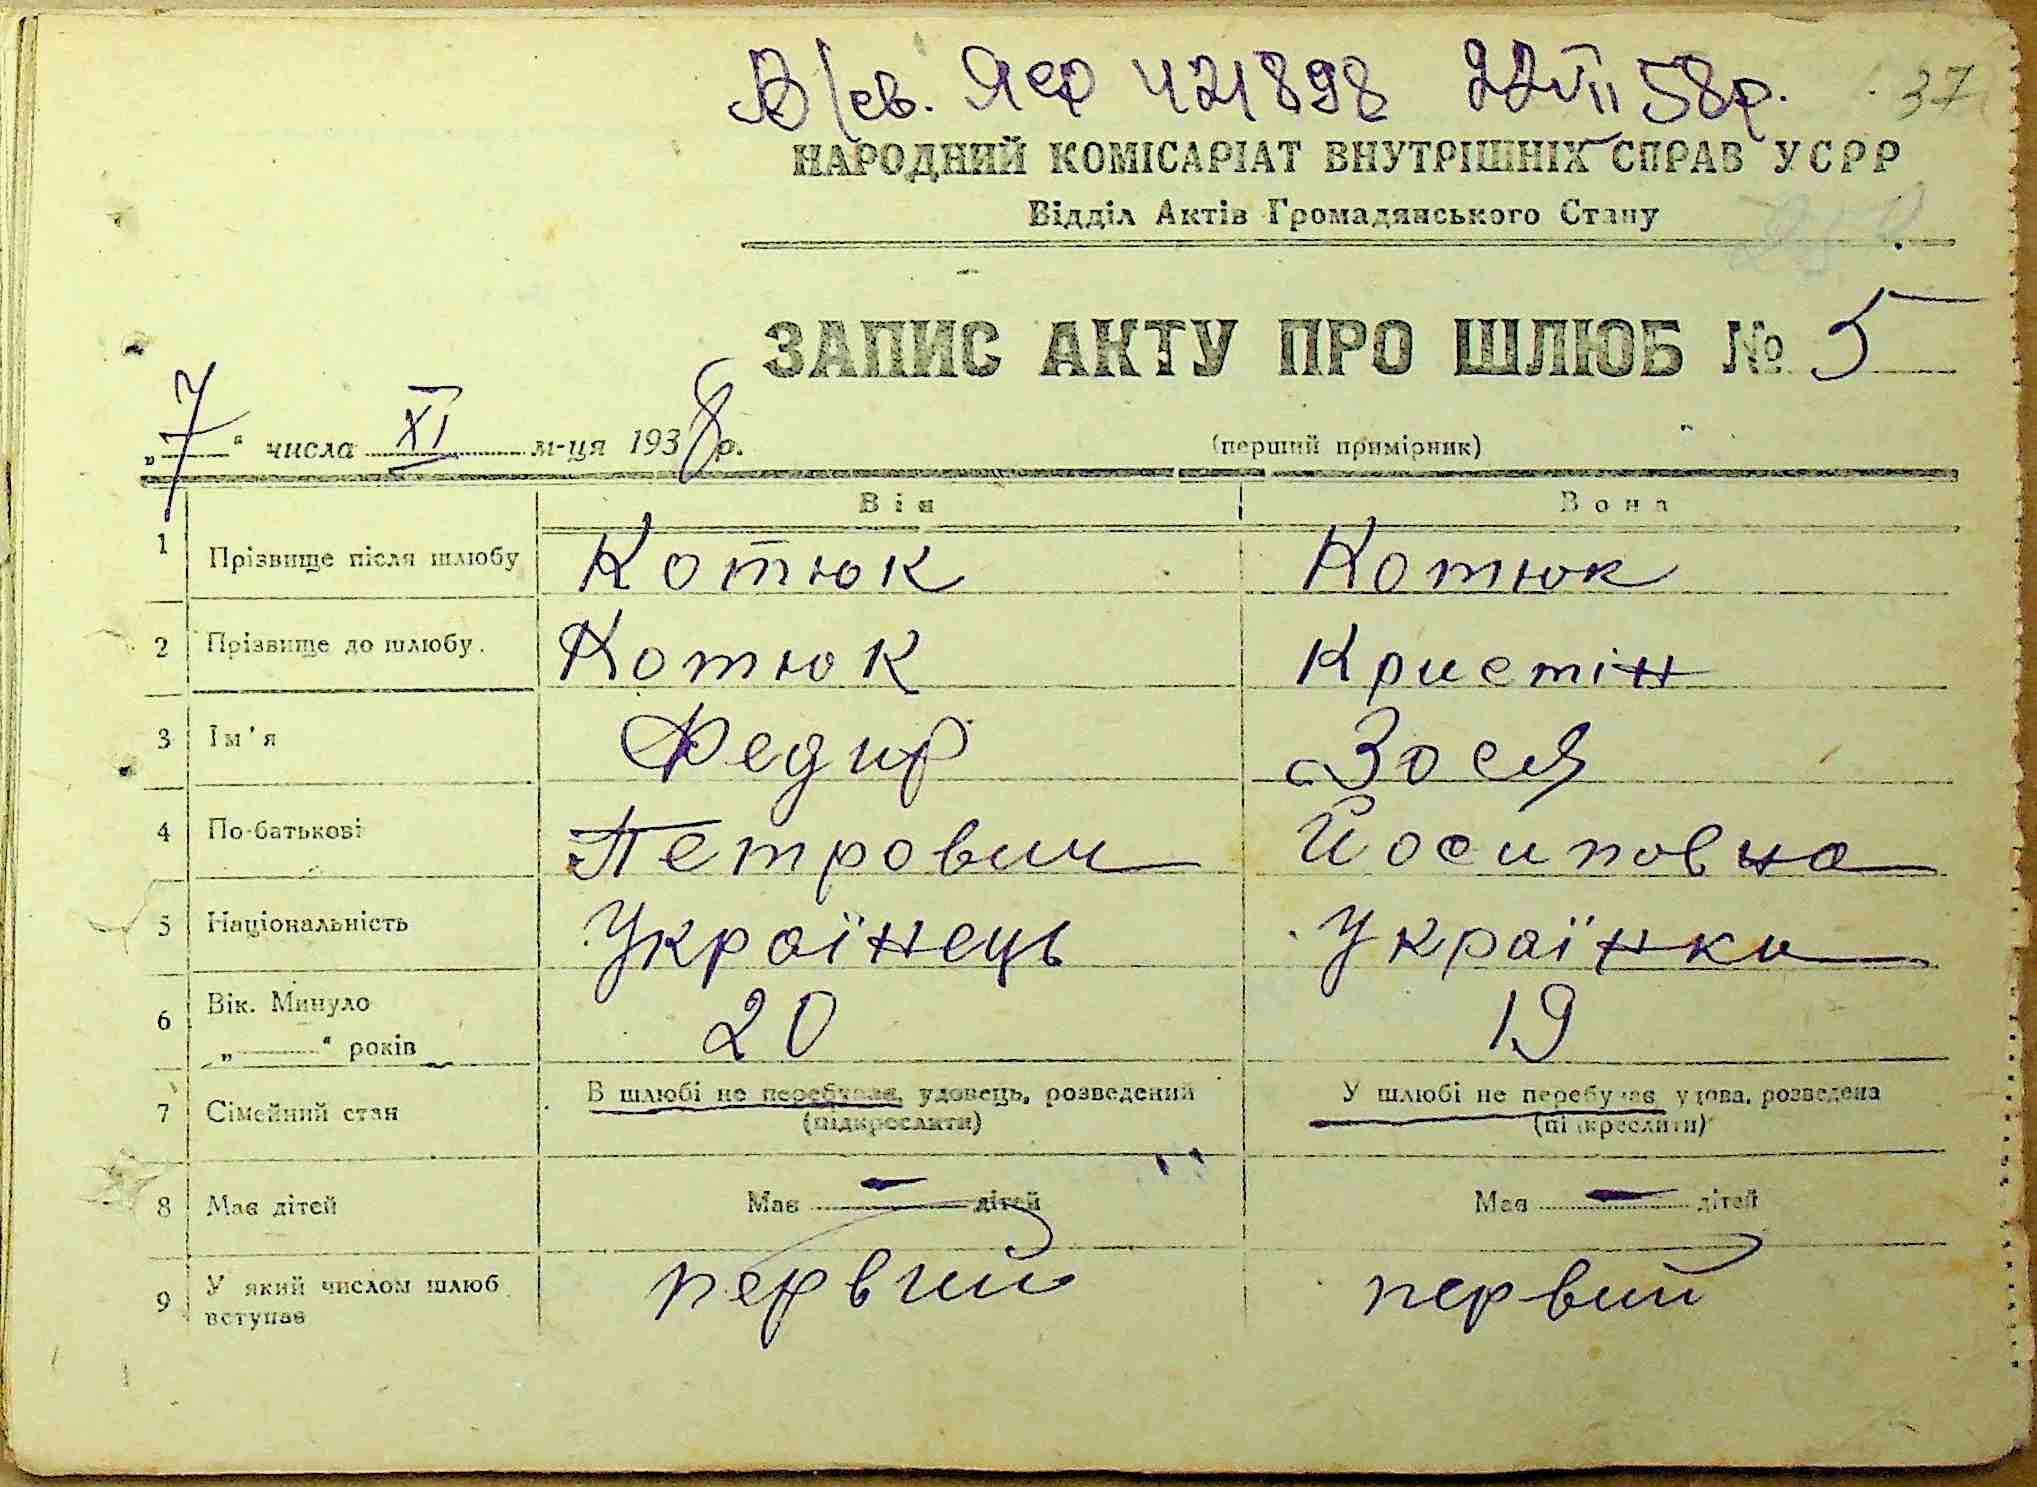 В/св. ЯЄР 421898 22 VII 58 р. 37
НАРОДНИЙ КОМІСАРІАТ ВНУТРІШНІХ СПРАВ УСРР
Відділ Актів Громадянського Стану
ЗАПИС АКТУ ПРО ШЛЮБ № 5
„7“ числа XI м-ця 1938 р. (перший примірник)
Він Вона
1 Прізвище після шлюбу Котюк Котюк
2 Прізвище до шлюбу. Котюк Кристін
3 Ім'я Федир Зося
4 По-батькові Петрович Йосиповна
5 Національність Українець Українка
6 Вік. Минуло 20 19
„——“ років
7 Сімейний стан В шлюбі не перебував, удовець, розведений У шлюбі не перебуває удова, розведена
(підкреслити) (підкреслити)
8 Має дітей Має — дітей Має — дітей
9 У який числом шлюб первий первий
вступає